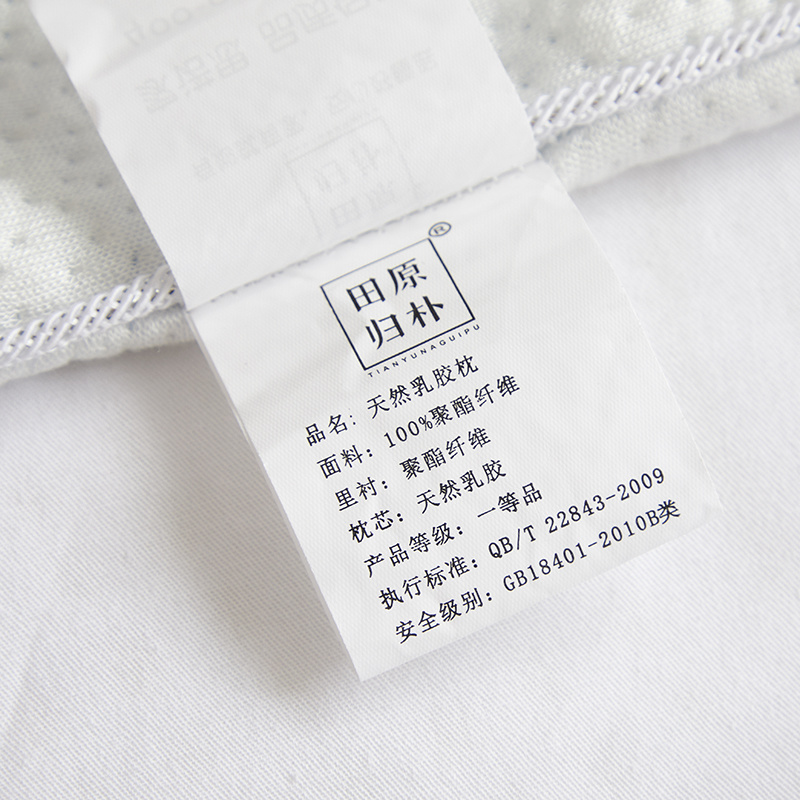 田原
归朴
®
TIANYUNAGUIPU
品名：天然乳胶枕
面料：100%聚酯纤维
里衬：聚酯纤维
枕芯：天然乳胶
产品等级：一等品
执行标准：QB/T 22843-2009
安全级别：GB18401-2010B类